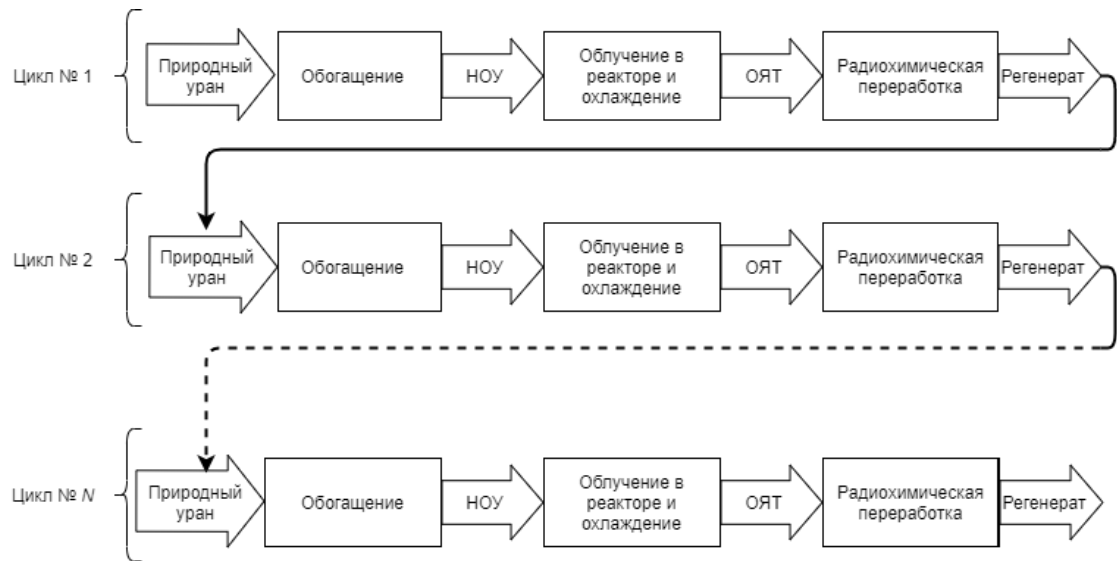 Цикл № 1
Природный
уран
Обогащение
НОУ
Облучение в
реакторе и
охлаждение
ОЯТ
Радиохимическая
переработка
Регенерат
Цикл № 2
Природный
уран
Обогащение
НОУ
Облучение в
реакторе и
охлаждение
ОЯТ
Радиохимическая
переработка
Регенерат
Цикл № N
Природный
уран
Обогащение
НОУ
Облучение в
реакторе и
охлаждение
ОЯТ
Радиохимическая
переработка
Регенерат